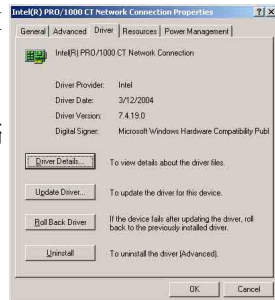 Intel(R) PRO/1000 CT Network Connection Properties
General Advanced Driver Resources Power Management
Intel(R) PRO/1000 CT Network Connection
Driver Provider: Intel
Driver Date: 3/12/2004
Driver Version: 7.4.19.0
Digital Signer: Microsoft Windows Hardware Compatibility Publ
Driver Details... To view details about the driver files.
Update Driver... To update the driver for this device.
Roll Back Driver If the device fails after updating the driver, roll
back to the previously installed driver.
Uninstall To uninstall the driver (Advanced).
OK Cancel